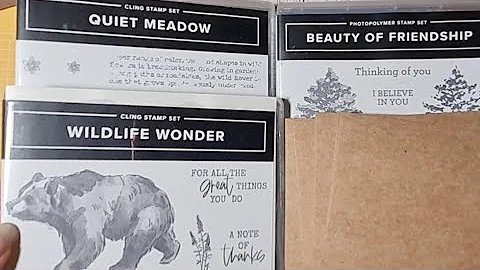 CLING STAMP SET
QUIET MEADOW
PHOTOPOLYMER STAMP SET
BEAUTY OF FRIENDSHIP
Thinking of you
I BELIEVE
IN YOU
CLING STAMP SET
WILDLIFE WONDER
FOR ALL THE
great THINGS
YOU DO
A NOTE
OF
thanks